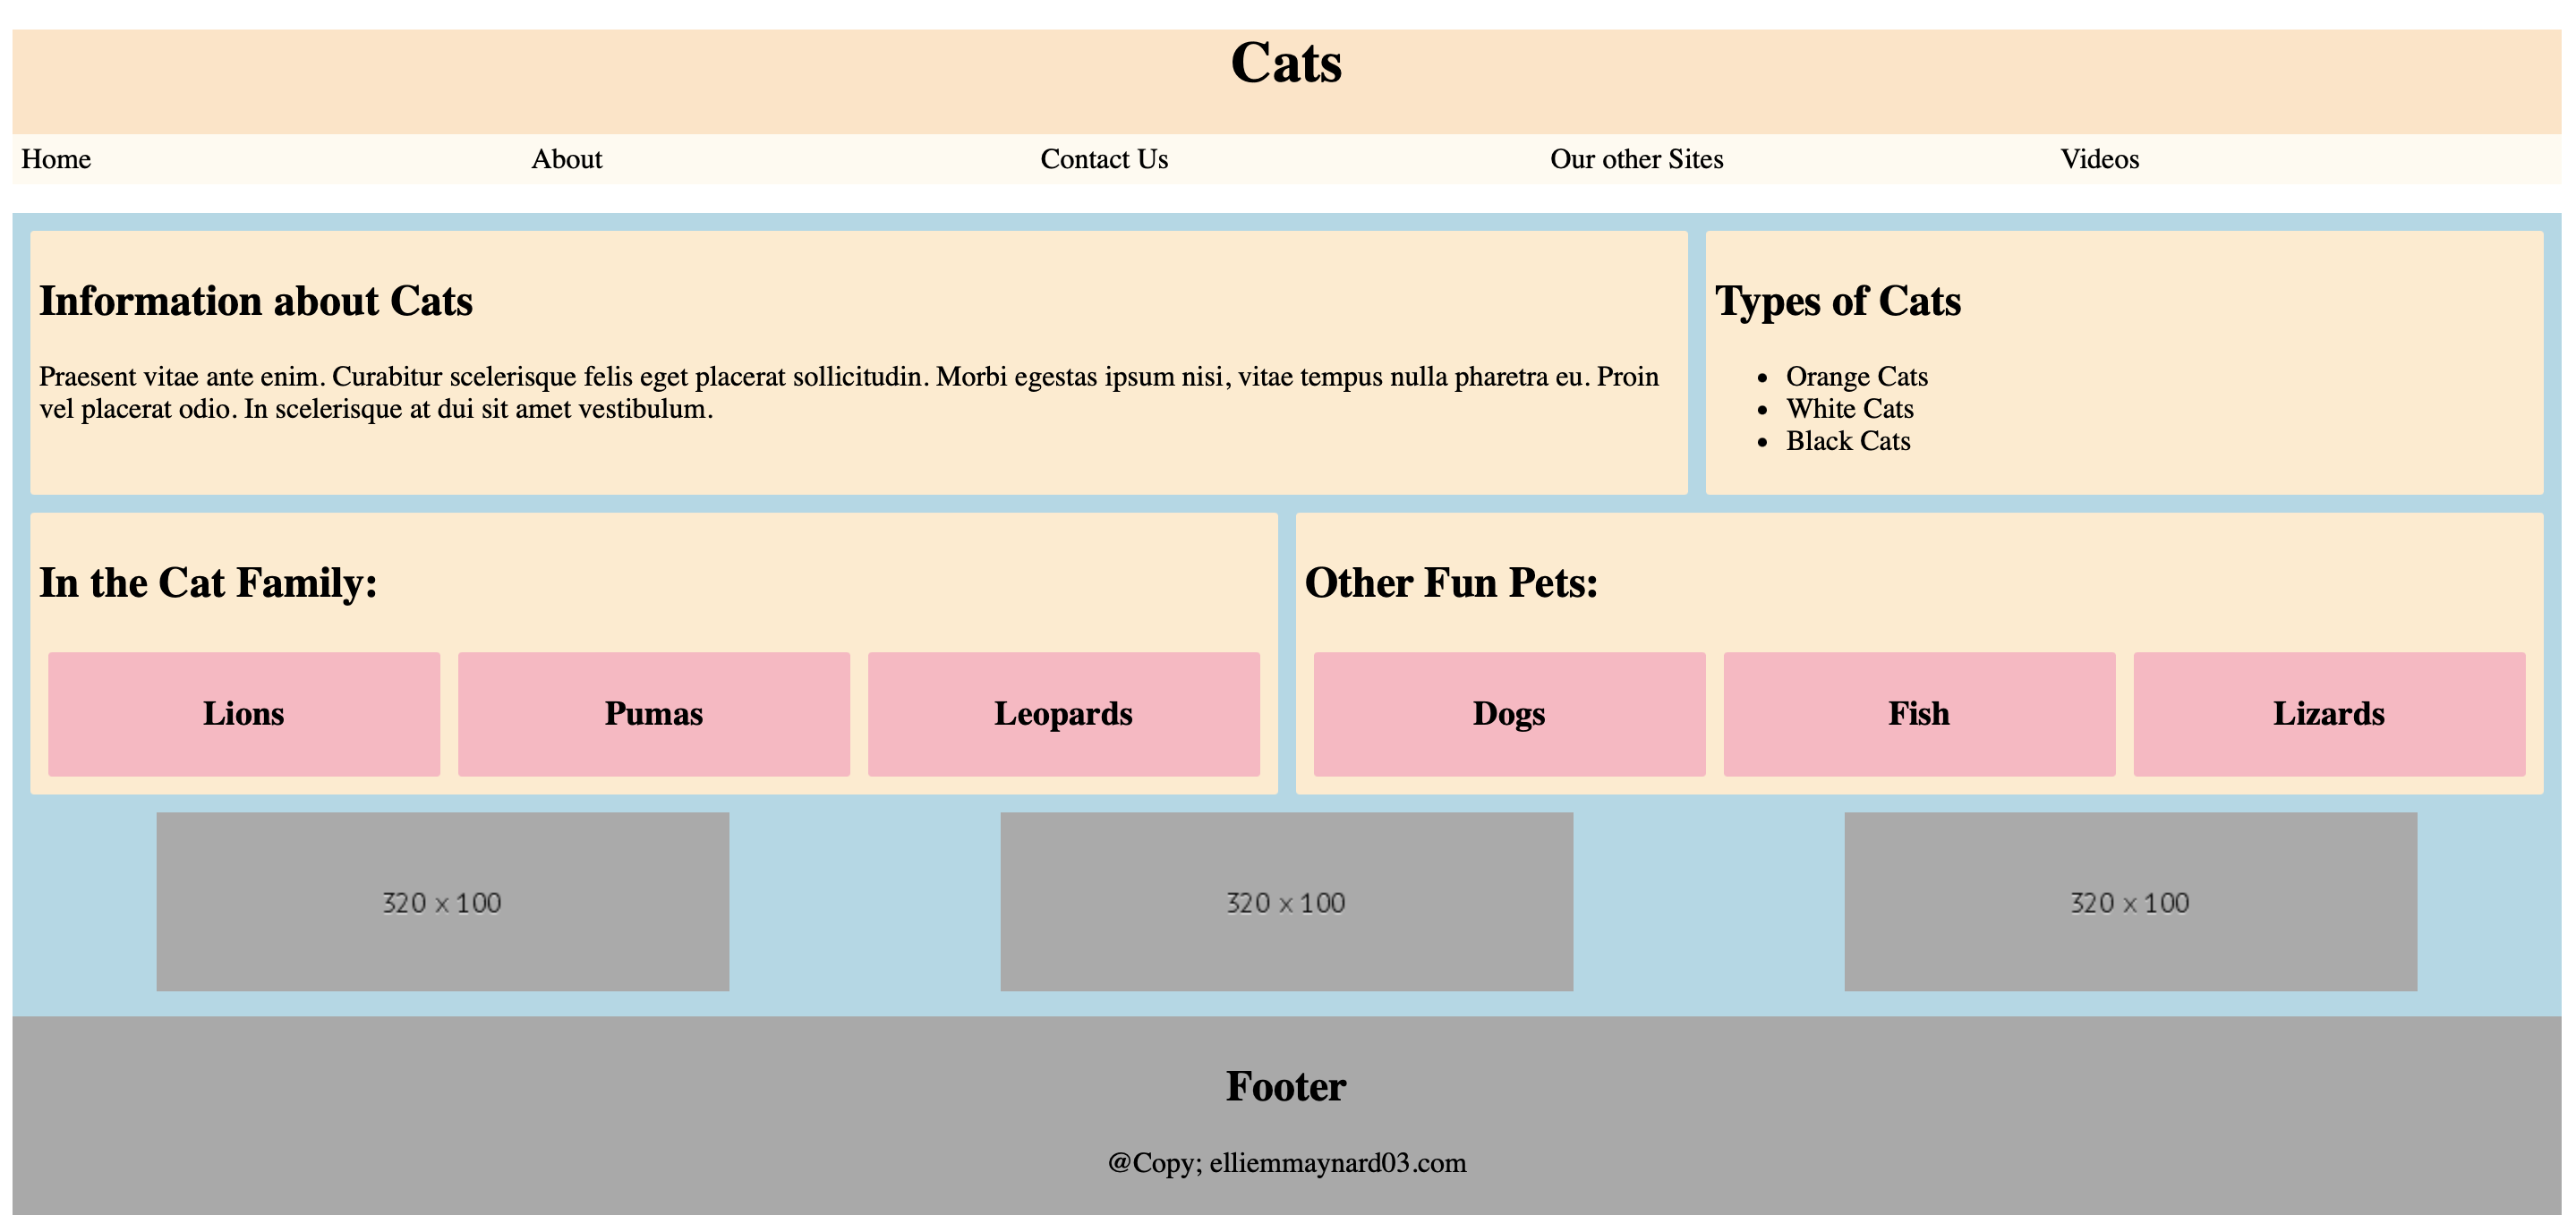 Cats
Home About Contact Us Our other Sites Videos
Information about Cats
Praesent vitae ante enim. Curabitur scelerisque felis eget placerat sollicitudin. Morbi egestas ipsum nisi, vitae tempus nulla pharetra eu. Proin
vel placerat odio. In scelerisque at dui sit amet vestibulum.
Types of Cats
• Orange Cats
• White Cats
• Black Cats
In the Cat Family:
Lions Pumas Leopards
Other Fun Pets:
Dogs Fish Lizards
320 x 100 320 x 100 320 x 100
Footer
@Copy; elliemmaynard03.com